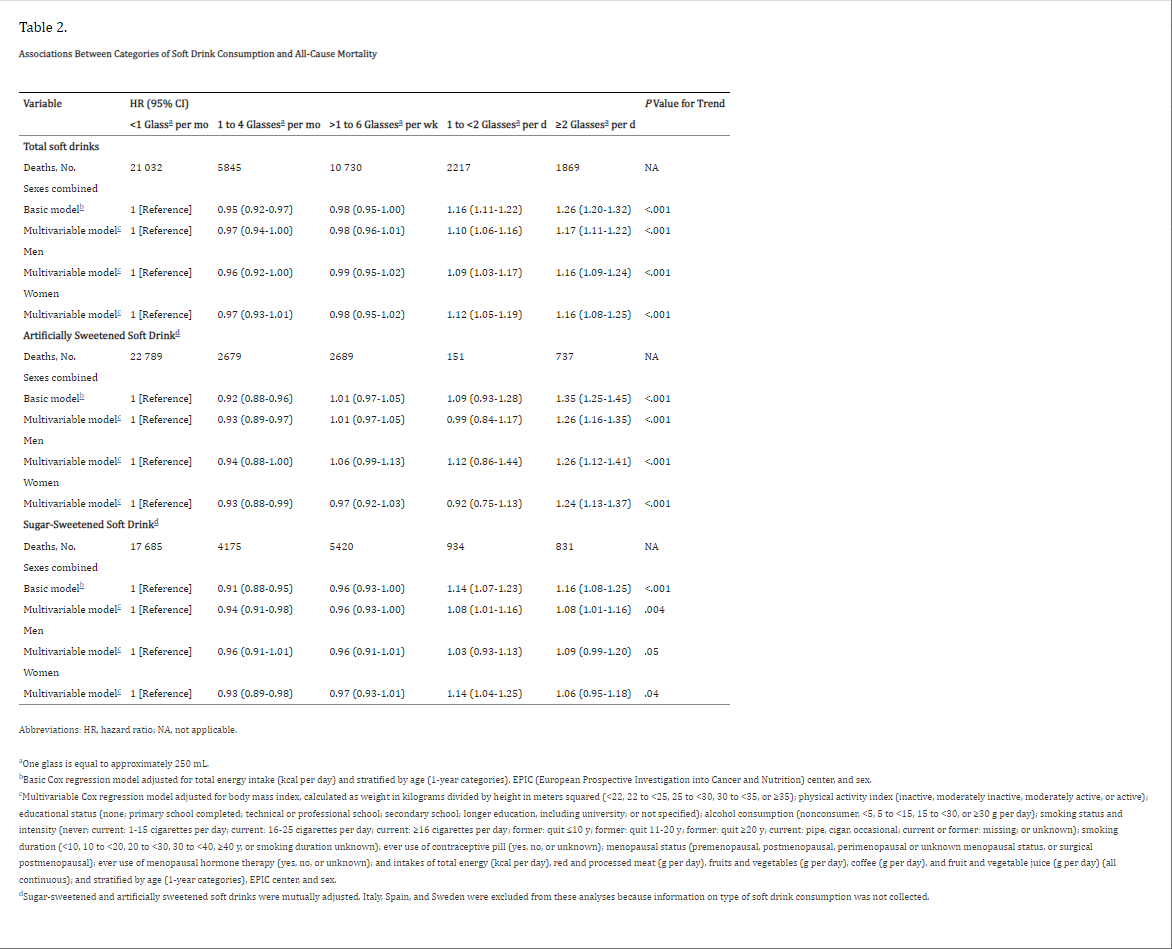 Table 2.
Associations Between Categories of Soft Drink Consumption and All-Cause Mortality
Variable HR (95% CI) P Value for Trend
<1 Glassa per mo 1 to 4 Glassesa per mo >1 to 6 Glassesa per wk 1 to <2 Glassesa per d ≥2 Glassesa per d
Total soft drinks
Deaths, No. 21 032 5845 10 730 2217 1869 NA
Sexes combined
Basic modelb 1 [Reference] 0.95 (0.92-0.97) 0.98 (0.95-1.00) 1.16 (1.11-1.22) 1.26 (1.20-1.32) <.001
Multivariable modelc 1 [Reference] 0.97 (0.94-1.00) 0.98 (0.96-1.01) 1.10 (1.06-1.16) 1.17 (1.11-1.22) <.001
Men
Multivariable modelc 1 [Reference] 0.96 (0.92-1.00) 0.99 (0.95-1.02) 1.09 (1.03-1.17) 1.16 (1.09-1.24) <.001
Women
Multivariable modelc 1 [Reference] 0.97 (0.93-1.01) 0.98 (0.95-1.02) 1.12 (1.05-1.19) 1.16 (1.08-1.25) <.001
Artificially Sweetened Soft Drinkd
Deaths, No. 22 789 2679 2689 151 737 NA
Sexes combined
Basic modelb 1 [Reference] 0.92 (0.88-0.96) 1.01 (0.97-1.05) 1.09 (0.93-1.28) 1.35 (1.25-1.45) <.001
Multivariable modelc 1 [Reference] 0.93 (0.89-0.97) 1.01 (0.97-1.05) 0.99 (0.84-1.17) 1.26 (1.16-1.35) <.001
Men
Multivariable modelc 1 [Reference] 0.94 (0.88-1.00) 1.06 (0.99-1.13) 1.12 (0.86-1.44) 1.26 (1.12-1.41) <.001
Women
Multivariable modelc 1 [Reference] 0.93 (0.88-0.99) 0.97 (0.92-1.03) 0.92 (0.75-1.13) 1.24 (1.13-1.37) <.001
Sugar-Sweetened Soft Drinkd
Deaths, No. 17 685 4175 5420 934 831 NA
Sexes combined
Basic modelb 1 [Reference] 0.91 (0.88-0.95) 0.96 (0.93-1.00) 1.14 (1.07-1.23) 1.16 (1.08-1.25) <.001
Multivariable modelc 1 [Reference] 0.94 (0.91-0.98) 0.96 (0.93-1.00) 1.08 (1.01-1.16) 1.08 (1.01-1.16) .004
Men
Multivariable modelc 1 [Reference] 0.96 (0.91-1.01) 0.96 (0.91-1.01) 1.03 (0.93-1.13) 1.09 (0.99-1.20) .05
Women
Multivariable modelc 1 [Reference] 0.93 (0.89-0.98) 0.97 (0.93-1.01) 1.14 (1.04-1.25) 1.06 (0.95-1.18) .04
Abbreviations: HR, hazard ratio; NA, not applicable.
aOne glass is equal to approximately 250 mL.
bBasic Cox regression model adjusted for total energy intake (kcal per day) and stratified by age (1-year categories), EPIC (European Prospective Investigation into Cancer and Nutrition) center, and sex.
cMultivariable Cox regression model adjusted for body mass index, calculated as weight in kilograms divided by height in meters squared (<22, 22 to <25, 25 to <30, 30 to <35, or ≥35); physical activity index (inactive, moderately inactive, moderately active, or active);
educational status (none; primary school completed; technical or professional school; secondary school; longer education, including university; or not specified); alcohol consumption (nonconsumer, <5, 5 to <15, 15 to <30, or ≥30 g per day); smoking status and
intensity (never; current: 1-15 cigarettes per day; current: 16-25 cigarettes per day; current: ≥16 cigarettes per day; former: quit ≤10 y; former: quit 11-20 y; former: quit ≥20 y; current: pipe, cigar, occasional; current or former: missing; or unknown); smoking
duration (<10, 10 to <20, 20 to <30, 30 to <40, ≥40 y, or smoking duration unknown); ever use of contraceptive pill (yes, no, or unknown); menopausal status (premenopausal, postmenopausal, perimenopausal or unknown menopausal status, or surgical
postmenopausal); ever use of menopausal hormone therapy (yes, no, or unknown); and intakes of total energy (kcal per day), red and processed meat (g per day), fruits and vegetables (g per day), coffee (g per day), and fruit and vegetable juice (g per day) (all
continuous); and stratified by age (1-year categories), EPIC center, and sex.
dSugar-sweetened and artificially sweetened soft drinks were mutually adjusted. Italy, Spain, and Sweden were excluded from these analyses because information on type of soft drink consumption was not collected.